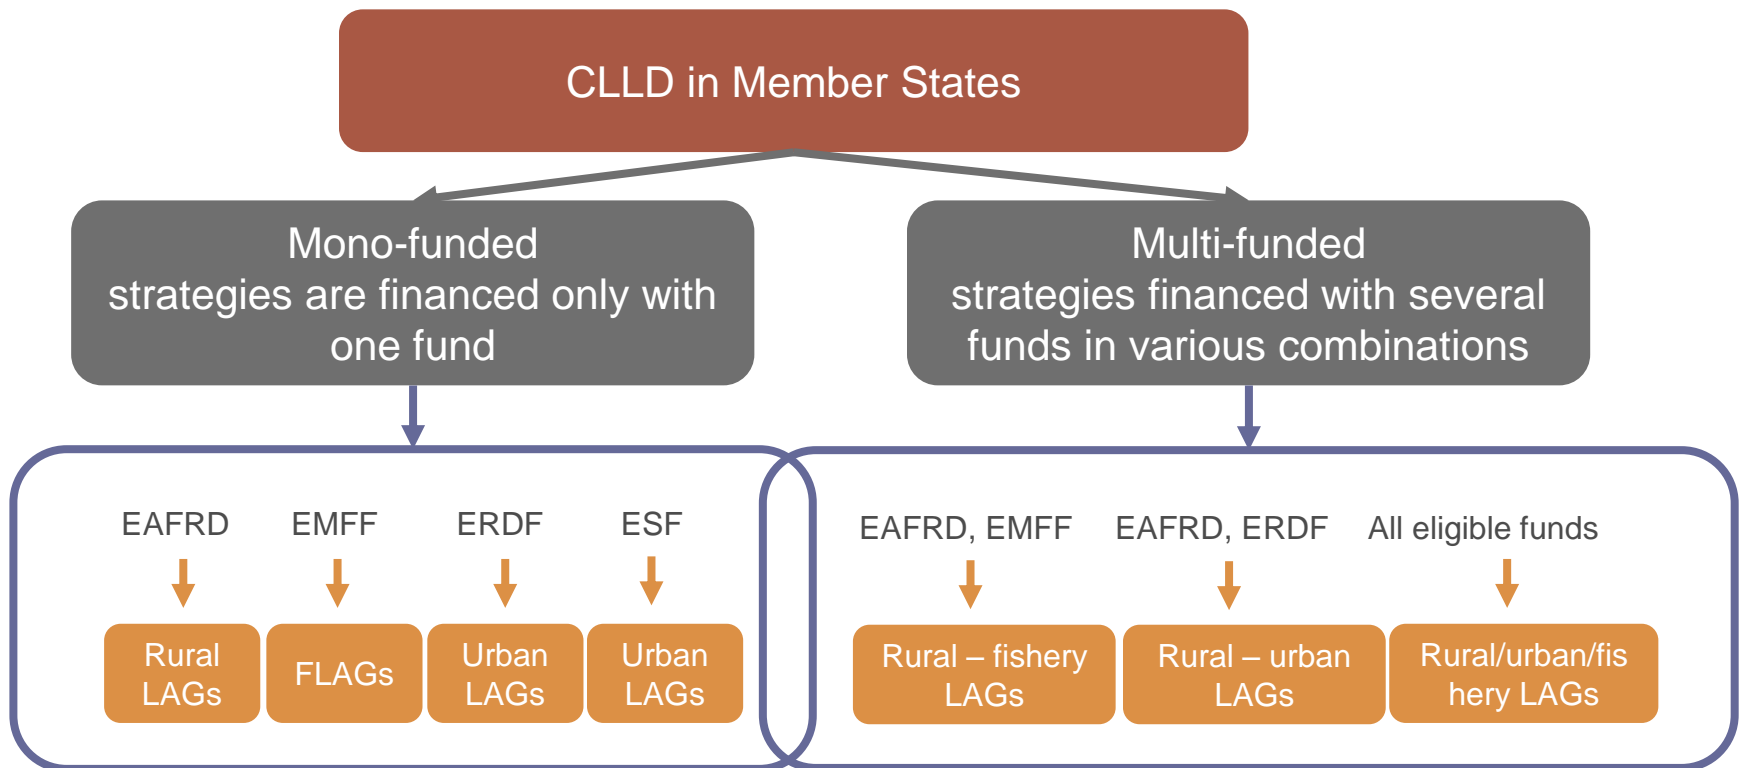 CLLD in Member States
Mono-funded
strategies are financed only with
one fund
Multi-funded
strategies financed with several
funds in various combinations
EAFRD
EMFF
ERDF
ESF
Rural
LAGs
FLAGs
Urban
LAGs
Urban
LAGs
EAFRD, EMFF
EAFRD, ERDF
All eligible funds
Rural – fishery
LAGs
Rural – urban
LAGs
Rural/urban/fis
hery LAGs